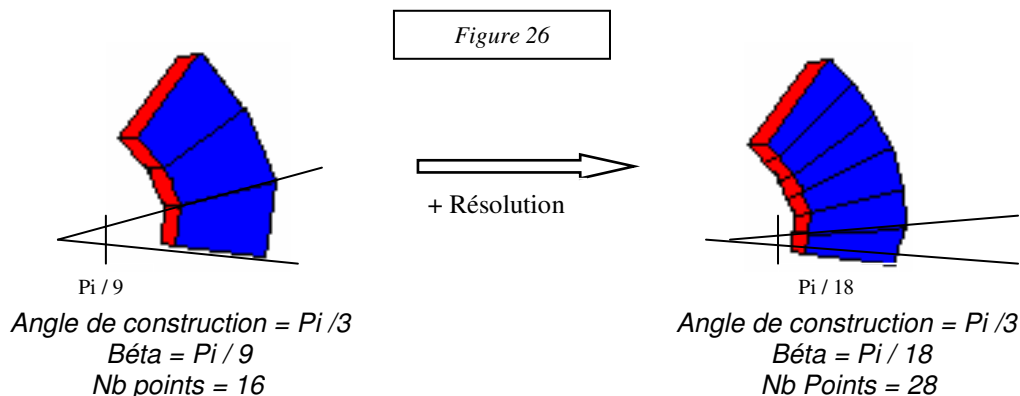 Figure 26
+ Résolution
Pi / 9
Angle de construction = Pi /3
Béta = Pi / 9
Nb points = 16
Pi / 18
Angle de construction = Pi /3
Béta = Pi / 18
Nb Points = 28